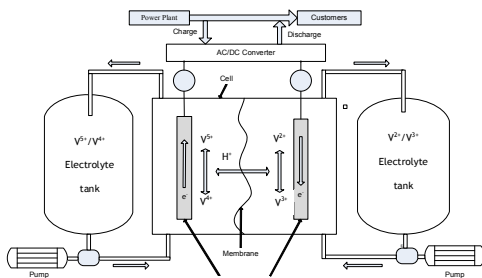 Power Plant
Customers
Charge
Discharge
AC/DC Converter
Cell
V⁵⁺/V⁴⁺
Electrolyte
tank
V⁵⁺
V⁴⁺
e⁻
H⁺
V²⁺
V³⁺
e⁻
V²⁺/V³⁺
Electrolyte
tank
Membrane
Pump
Pump